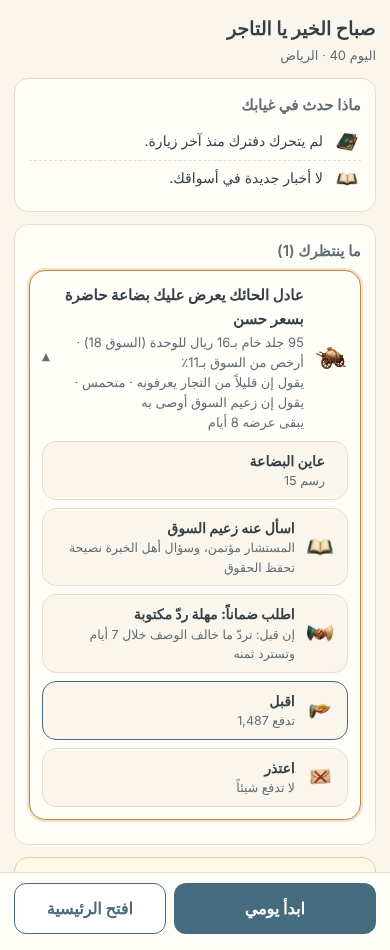 صباح الخير يا التاجر
اليوم 40 · الرياض
ماذا حدث في غيابك
لم يتحرك دفترك منذ آخر زيارة.
لا أخبار جديدة في أسواقك.
ما ينتظرك (1)
عادل الحائك يعرض عليك بضاعة حاضرة
بسعر حسن
95 جلد خام بـ16 ريال للوحدة (السوق 18) ·
أرخص من السوق بـ11٪
يقول إن قليلاً من التجار يعرفونه · متحمس ·
يقول إن زعيم السوق أوصى به
يبقى عرضه 8 أيام
▲
عاين البضاعة
رسم 15
اسأل عنه زعيم السوق
المستشار مؤتمن، وسؤال أهل الخبرة نصيحة
تحفظ الحقوق
اطلب ضماناً: مهلة ردّ مكتوبة
إن قبل: تردّ ما خالف الوصف خلال 7 أيام
وتسترد ثمنه
اقبل
تدفع 1,487
اعتذر
لا تدفع شيئاً
ابدأ يومي
افتح الرئيسية